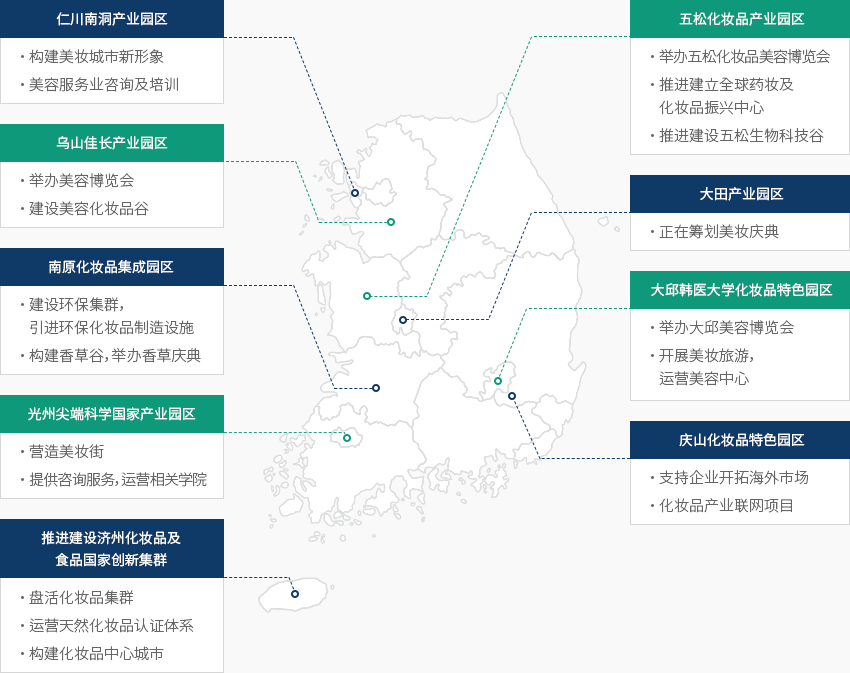 仁川南洞产业园区
·构建美妆城市新形象
·美容服务业咨询及培训
乌山佳长产业园区
·举办美容博览会
·建设美容化妆品谷
南原化妆品集成园区
·建设环保集群，
引进环保化妆品制造设施
·构建香草谷，举办香草庆典
光州尖端科学国家产业园区
·营造美妆街
·提供咨询服务，运营相关学院
推进建设济州化妆品及
食品国家创新集群
·盘活化妆品集群
·运营天然化妆品认证体系
·构建化妆品中心城市
五松化妆品产业园区
·举办五松化妆品美容博览会
·推进建立全球药妆及
化妆品振兴中心
·推进建设五松生物科技谷
大田产业园区
·正在筹划美妆庆典
大邱韩医大学化妆品特色园区
·举办大邱美容博览会
·开展美妆旅游，
运营美容中心
庆山化妆品特色园区
·支持企业开拓海外市场
·化妆品产业联网项目